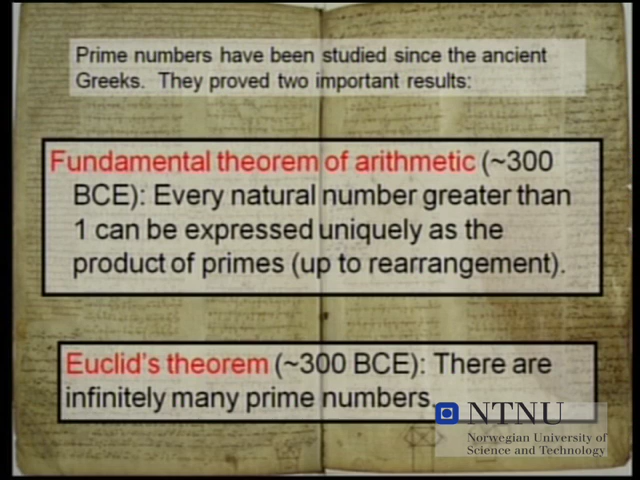 Prime numbers have been studied since the ancient
Greeks. They proved two important results:
Fundamental theorem of arithmetic (~300
BCE): Every natural number greater than
1 can be expressed uniquely as the
product of primes (up to rearrangement).
Euclid's theorem (~300 BCE): There are
infinitely many prime numbers.
NTNU
Norwegian University of
Science and Technology